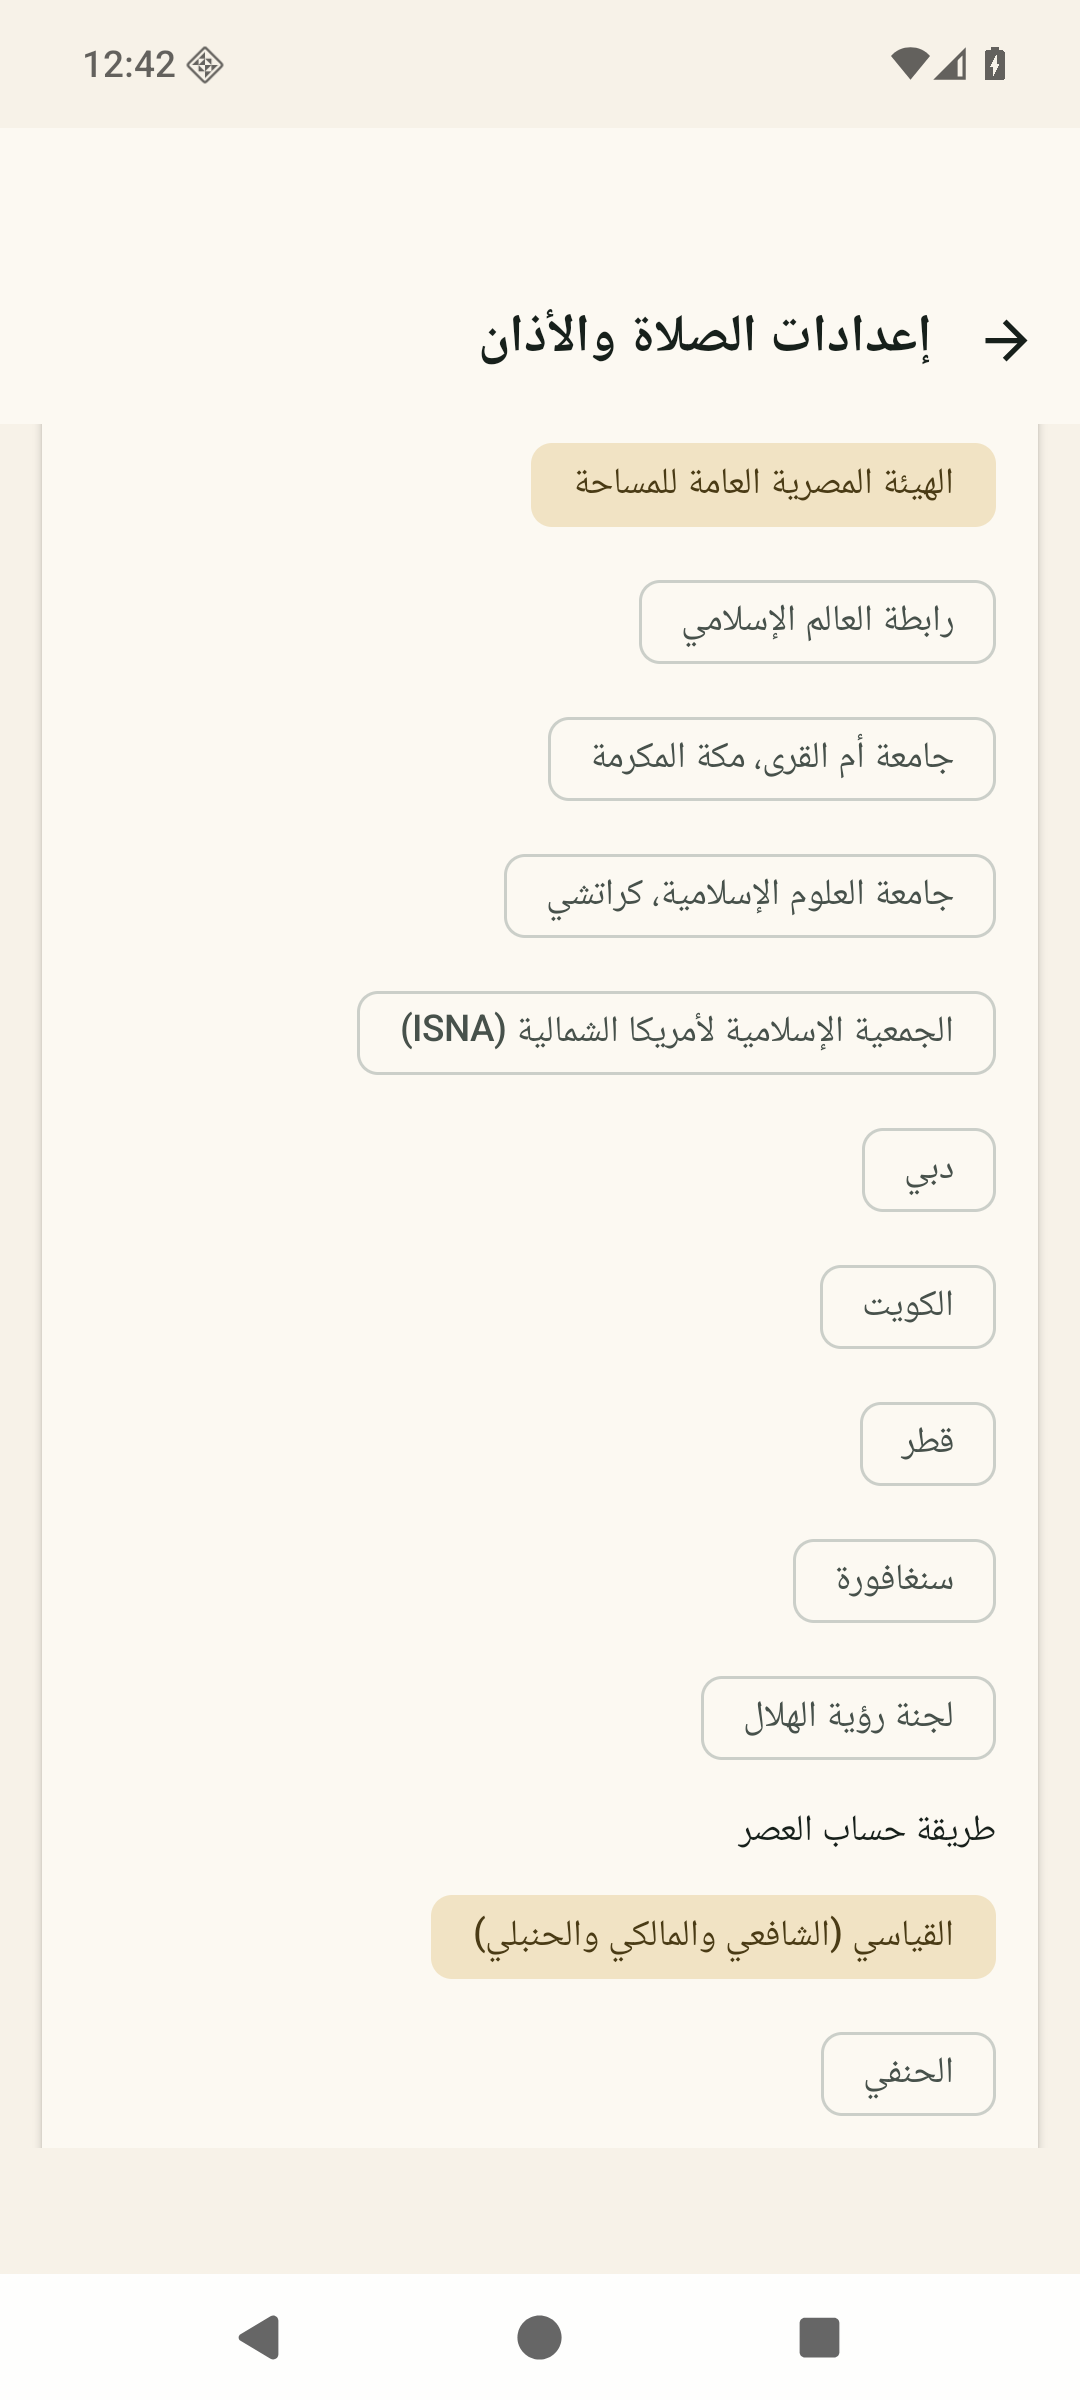 12:42
إعدادات الصلاة والأذان
الهيئة المصرية العامة للمساحة
رابطة العالم الإسلامي
جامعة أم القرى، مكة المكرمة
جامعة العلوم الإسلامية، كراتشي
الجمعية الإسلامية لأمريكا الشمالية (ISNA)
دبي
الكويت
قطر
سنغافورة
لجنة رؤية الهلال
طريقة حساب العصر
القياسي (الشافعي والمالكي والحنبلي)
الحنفي